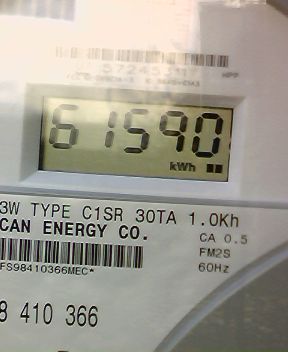 61590
kWh
3W TYPE C1SR 30TA 1.0Kh
CAN ENERGY CO.
CA 0.5
FM2S
FS98410366MEC*
60Hz
8 410 366